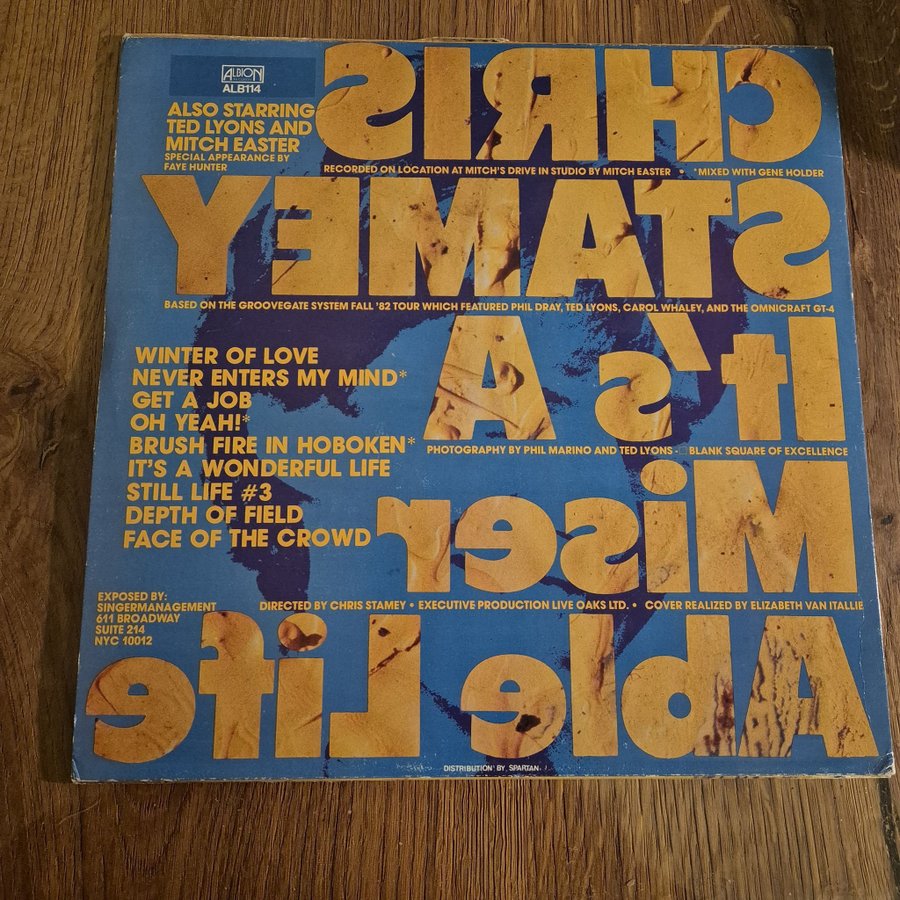 ALBION
ALB114
ALSO STARRING
TED LYONS AND
MITCH EASTER
SPECIAL APPEARANCE BY
FAYE HUNTER
CHRIS
RECORDED ON LOCATION AT MITCH'S DRIVE IN STUDIO BY MITCH EASTER • *MIXED WITH GENE HOLDER
STAMEY
BASED ON THE GROOVEGATE SYSTEM FALL '82 TOUR WHICH FEATURED PHIL DRAY, TED LYONS, CAROL WHALEY, AND THE OMNICRAFT GT-4
It's A
WINTER OF LOVE
NEVER ENTERS MY MIND*
GET A JOB
OH YEAH!*
BRUSH FIRE IN HOBOKEN*
IT'S A WONDERFUL LIFE
STILL LIFE #3
DEPTH OF FIELD
FACE OF THE CROWD
PHOTOGRAPHY BY PHIL MARINO AND TED LYONS • □ BLANK SQUARE OF EXCELLENCE
Miser
EXPOSED BY:
SINGERMANAGEMENT
611 BROADWAY
SUITE 214
NYC 10012
DIRECTED BY CHRIS STAMEY • EXECUTIVE PRODUCTION LIVE OAKS LTD. • COVER REALIZED BY ELIZABETH VAN ITALLIE
Able Life
DISTRIBUTION BY SPARTAN